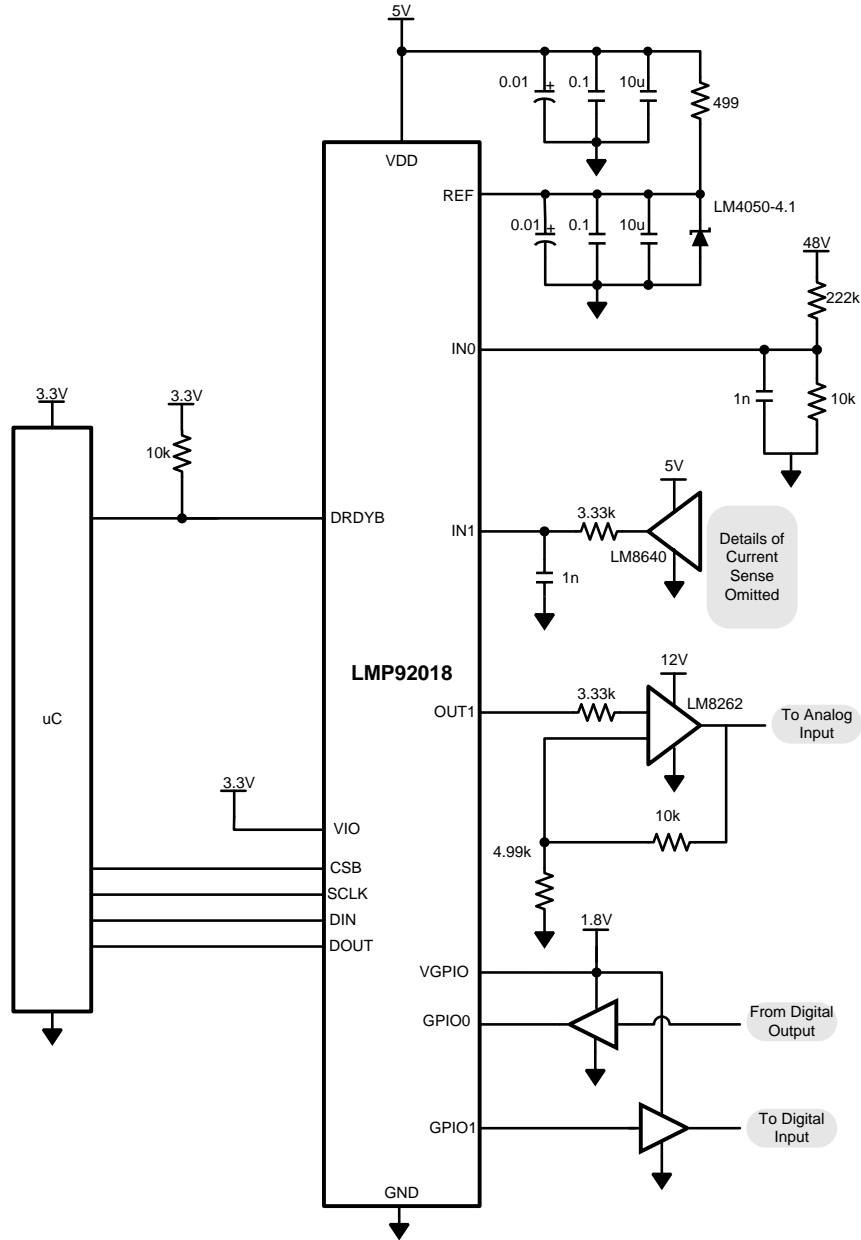 5V
0.01
+
0.1
10u
499
VDD
REF
LM4050-4.1
0.01
+
0.1
10u
48V
222k
IN0
1n
10k
3.3V
3.3V
10k
5V
DRDYB
IN1
3.33k
LM8640
1n
Details of
Current
Sense
Omitted
LMP92018
12V
3.33k
LM8262
OUT1
To Analog
Input
uC
3.3V
10k
VIO
4.99k
CSB
SCLK
DIN
DOUT
1.8V
VGPIO
GPIO0
From Digital
Output
GPIO1
To Digital
Input
GND